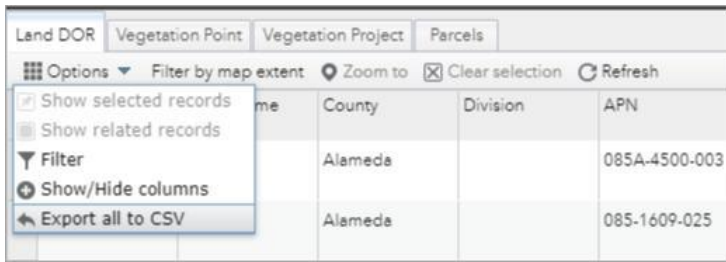 Land DOR Vegetation Point Vegetation Project Parcels
Options Filter by map extent Zoom to Clear selection Refresh
Show selected records me County Division APN
Show related records
Filter Alameda 085A-4500-003
Show/Hide columns
Export all to CSV Alameda 085-1609-025